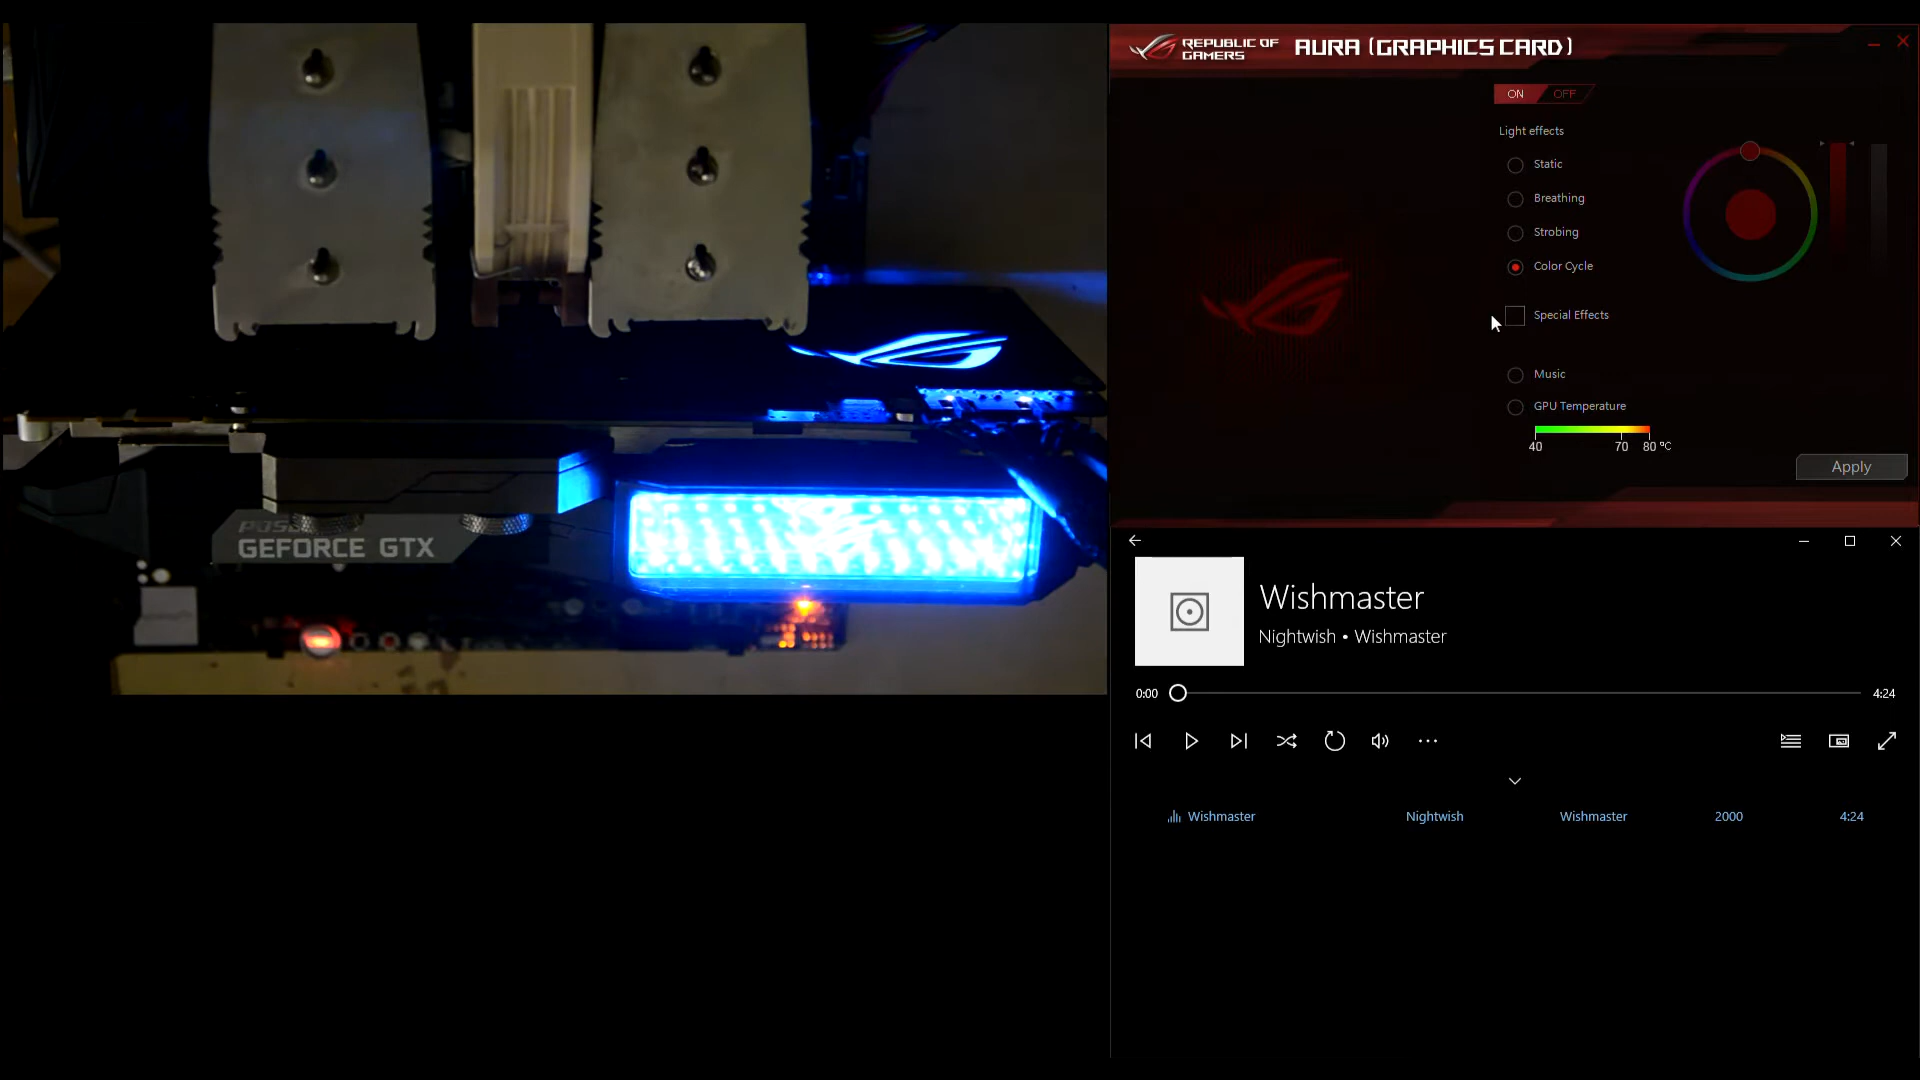 GEFORCE GTX
REPUBLIC OF
GAMERS
AURA (GRAPHICS CARD)
ON OFF
Light effects
Static
Breathing
Strobing
Color Cycle
Special Effects
Music
GPU Temperature
40 70 80 ºC
Apply
Wishmaster
Nightwish • Wishmaster
0:00 4:24
Wishmaster Nightwish Wishmaster 2000 4:24